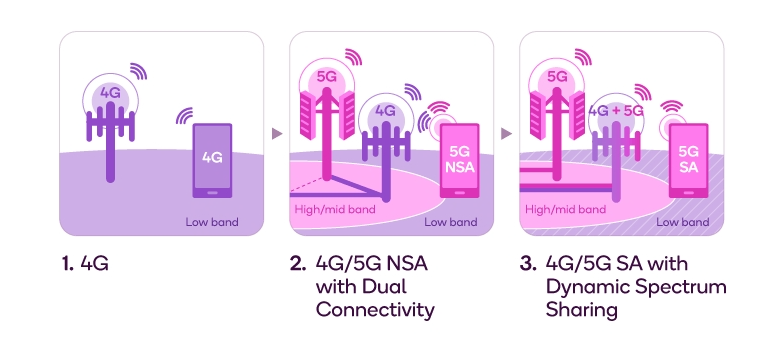 4G
4G
Low band
1. 4G
5G
4G
5G
NSA
High/mid band
Low band
2. 4G/5G NSA
with Dual
Connectivity
5G
4G + 5G
5G
SA
High/mid band
Low band
3. 4G/5G SA with
Dynamic Spectrum
Sharing